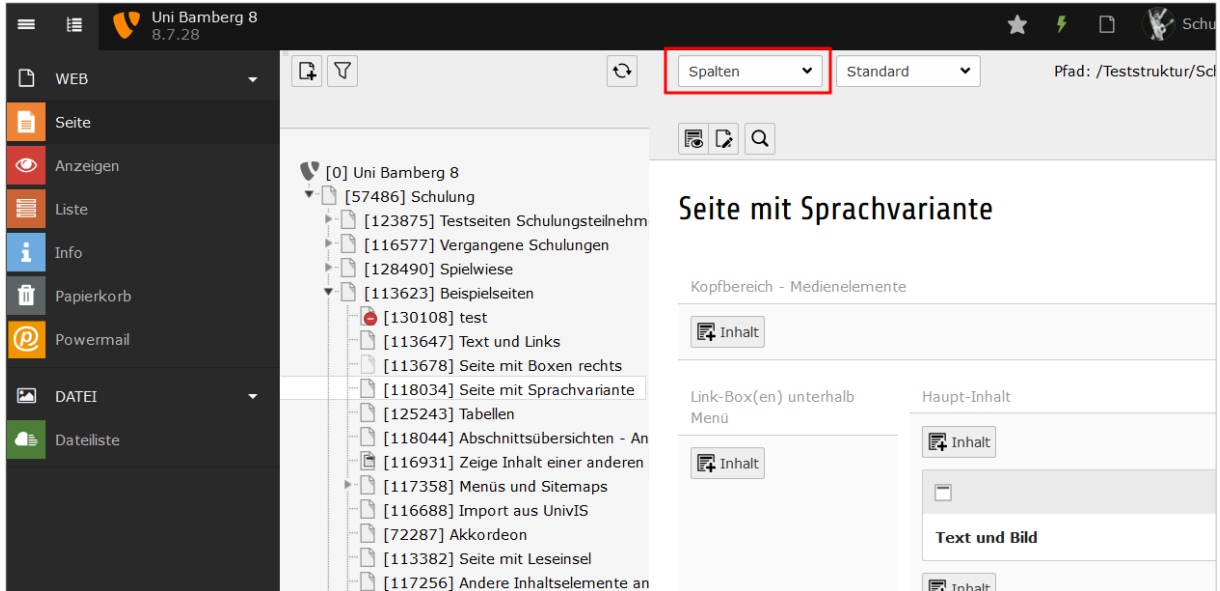 Uni Bamberg 8
8.7.28
Schu
WEB
Seite
Anzeigen
Liste
Info
Papierkorb
Powermail
DATEI
Dateiliste
[0] Uni Bamberg 8
[57486] Schulung
[123875] Testseiten Schulungsteilnehm
[116577] Vergangene Schulungen
[128490] Spielwiese
[113623] Beispielseiten
[130108] test
[113647] Text und Links
[113678] Seite mit Boxen rechts
[118034] Seite mit Sprachvariante
[125243] Tabellen
[118044] Abschnittsübersichten - An
[116931] Zeige Inhalt einer anderen
[117358] Menüs und Sitemaps
[116688] Import aus UnivIS
[72287] Akkordeon
[113382] Seite mit Leseinsel
[117256] Andere Inhaltselemente an
Spalten
Standard
Pfad: /Teststruktur/Sch
Seite mit Sprachvariante
Kopfbereich - Medienelemente
Inhalt
Link-Box(en) unterhalb
Menü
Inhalt
Haupt-Inhalt
Inhalt
Text und Bild
Inhalt